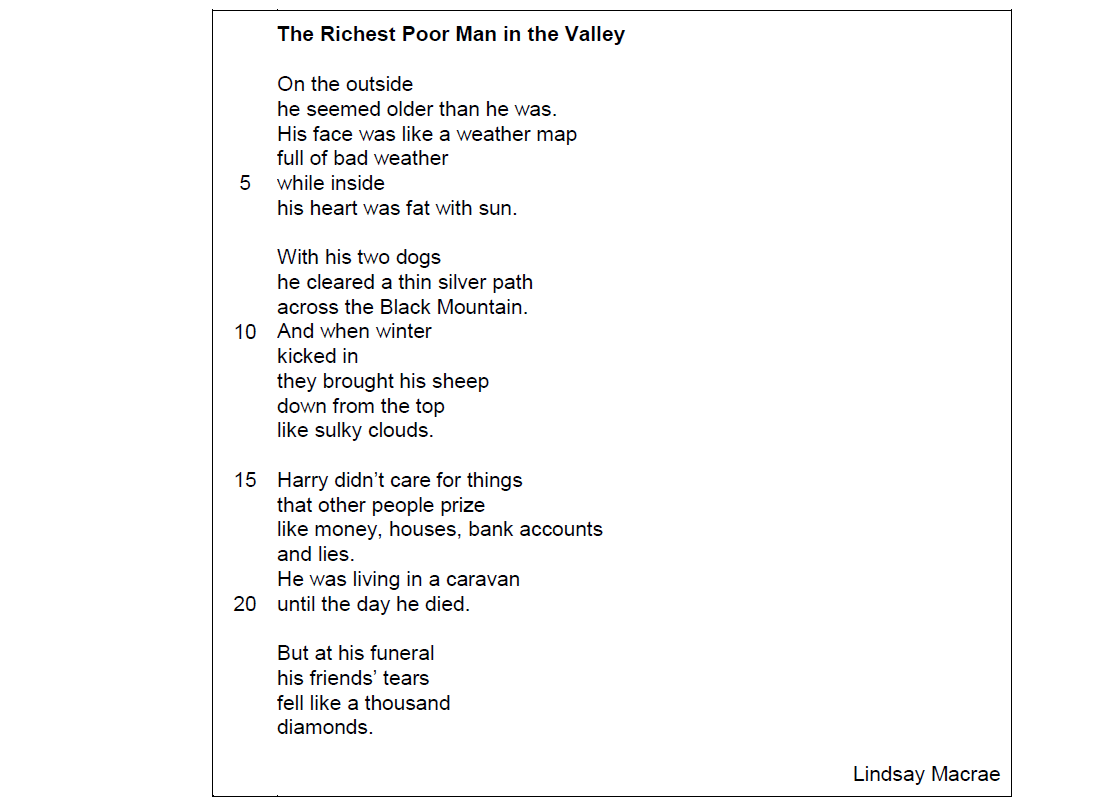 The Richest Poor Man in the Valley
On the outside
he seemed older than he was.
His face was like a weather map
full of bad weather
5 while inside
his heart was fat with sun.
With his two dogs
he cleared a thin silver path
across the Black Mountain.
10 And when winter
kicked in
they brought his sheep
down from the top
like sulky clouds.
15 Harry didn’t care for things
that other people prize
like money, houses, bank accounts
and lies.
He was living in a caravan
20 until the day he died.
But at his funeral
his friends’ tears
fell like a thousand
diamonds.
Lindsay Macrae